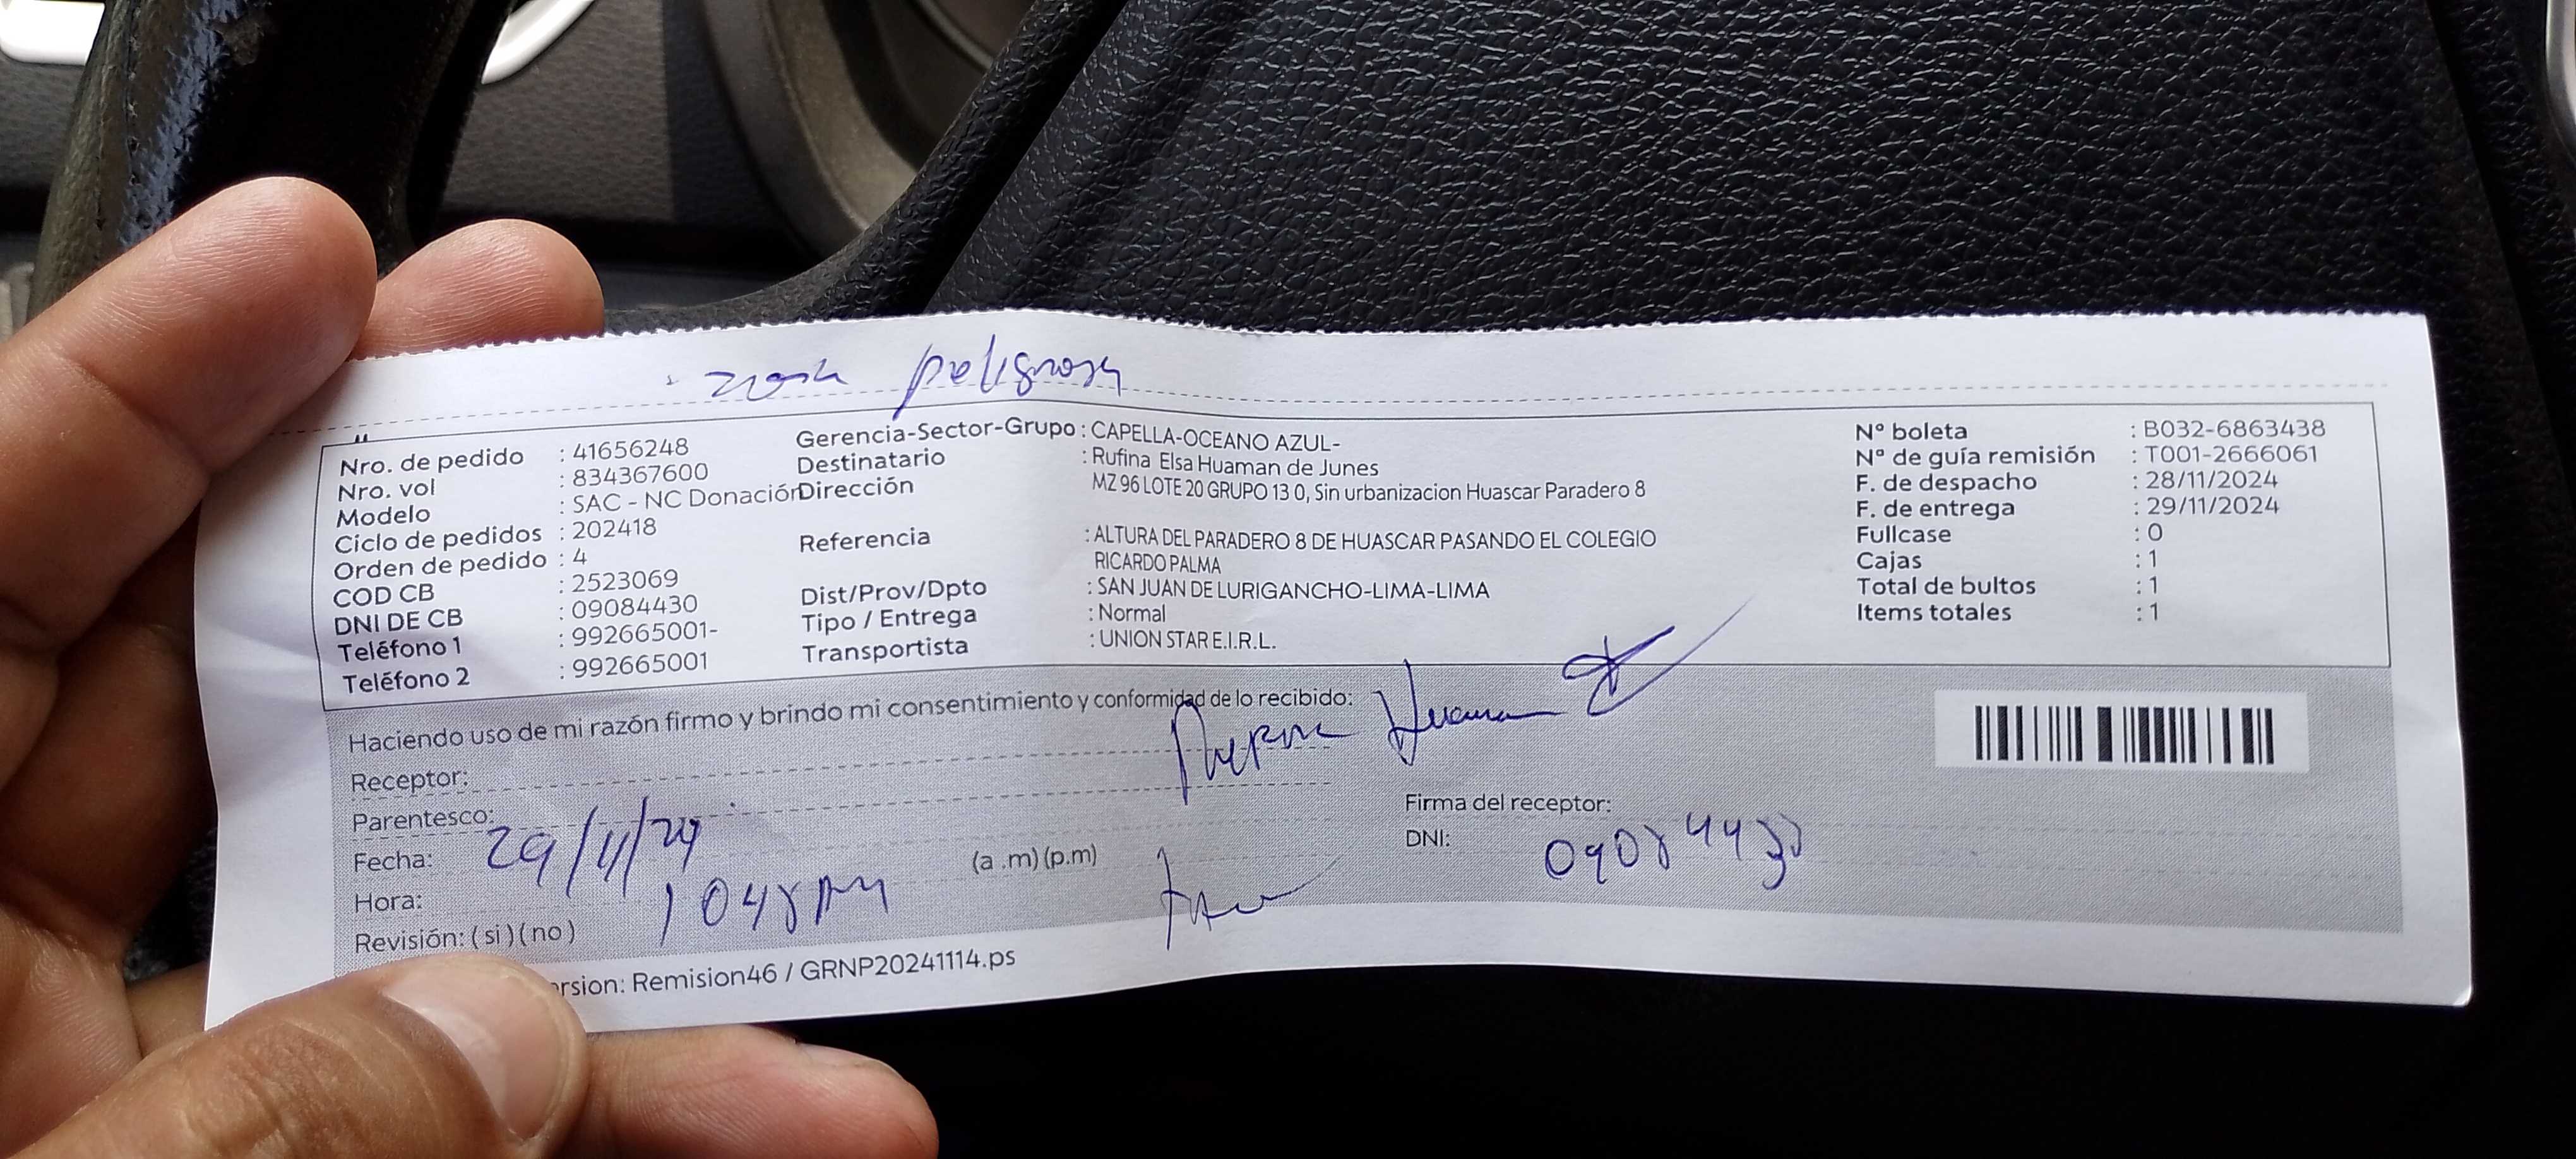 zona peligrosa
Nro. de pedido : 41656248
Nro. vol : 834367600
Modelo : SAC - NC Donación
Ciclo de pedidos : 202418
Orden de pedido : 4
COD CB : 2523069
DNI DE CB : 09084430
Teléfono 1 : 992665001-
Teléfono 2 : 992665001
Gerencia-Sector-Grupo : CAPELLA-OCEANO AZUL-
Destinatario : Rufina Elsa Huaman de Junes
Dirección MZ 96 LOTE 20 GRUPO 13 0, Sin urbanizacion Huascar Paradero 8
Referencia : ALTURA DEL PARADERO 8 DE HUASCAR PASANDO EL COLEGIO
RICARDO PALMA
Dist/Prov/Dpto : SAN JUAN DE LURIGANCHO-LIMA-LIMA
Tipo / Entrega : Normal
Transportista : UNION STAR E.I.R.L.
Nº boleta : B032-6863438
Nº de guía remisión : T001-2666061
F. de despacho : 28/11/2024
F. de entrega : 29/11/2024
Fullcase : 0
Cajas : 1
Total de bultos : 1
Items totales : 1
Haciendo uso de mi razón firmo y brindo mi consentimiento y conformidad de lo recibido:
Huaman
Receptor:
Parentesco:
Fecha: 29/11/24
Hora: 1048 AM (a .m) (p.m)
Revisión: ( si ) ( no )
Firma del receptor:
DNI: 09084430
rsion: Remision46 / GRNP20241114.ps